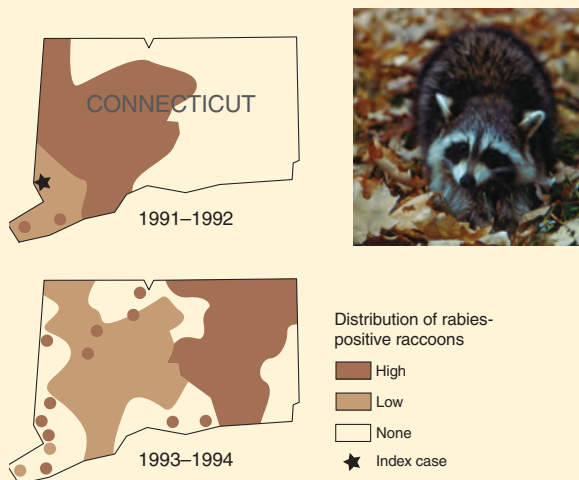 CONNECTICUT
1991–1992
1993–1994
Distribution of rabies-
positive raccoons
High
Low
None
Index case